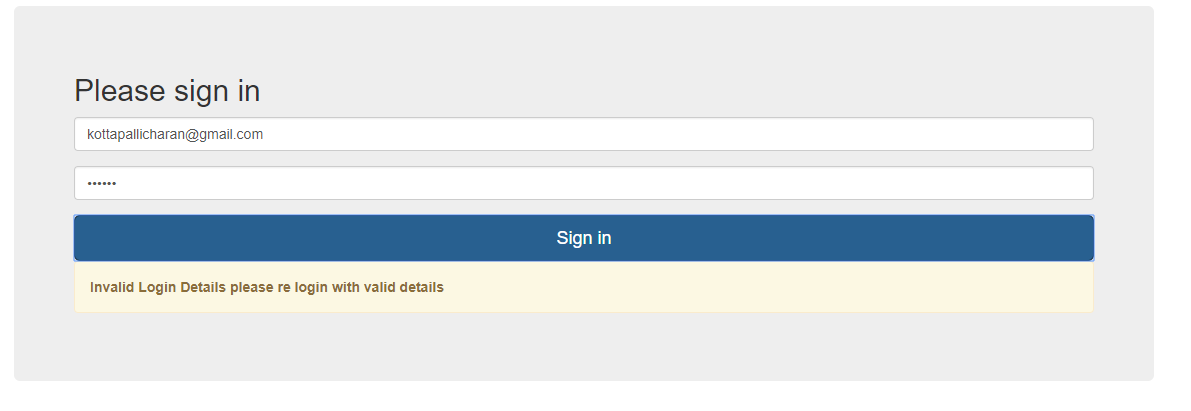 Please sign in
kottapallicharan@gmail.com
••••••
Sign in
Invalid Login Details please re login with valid details